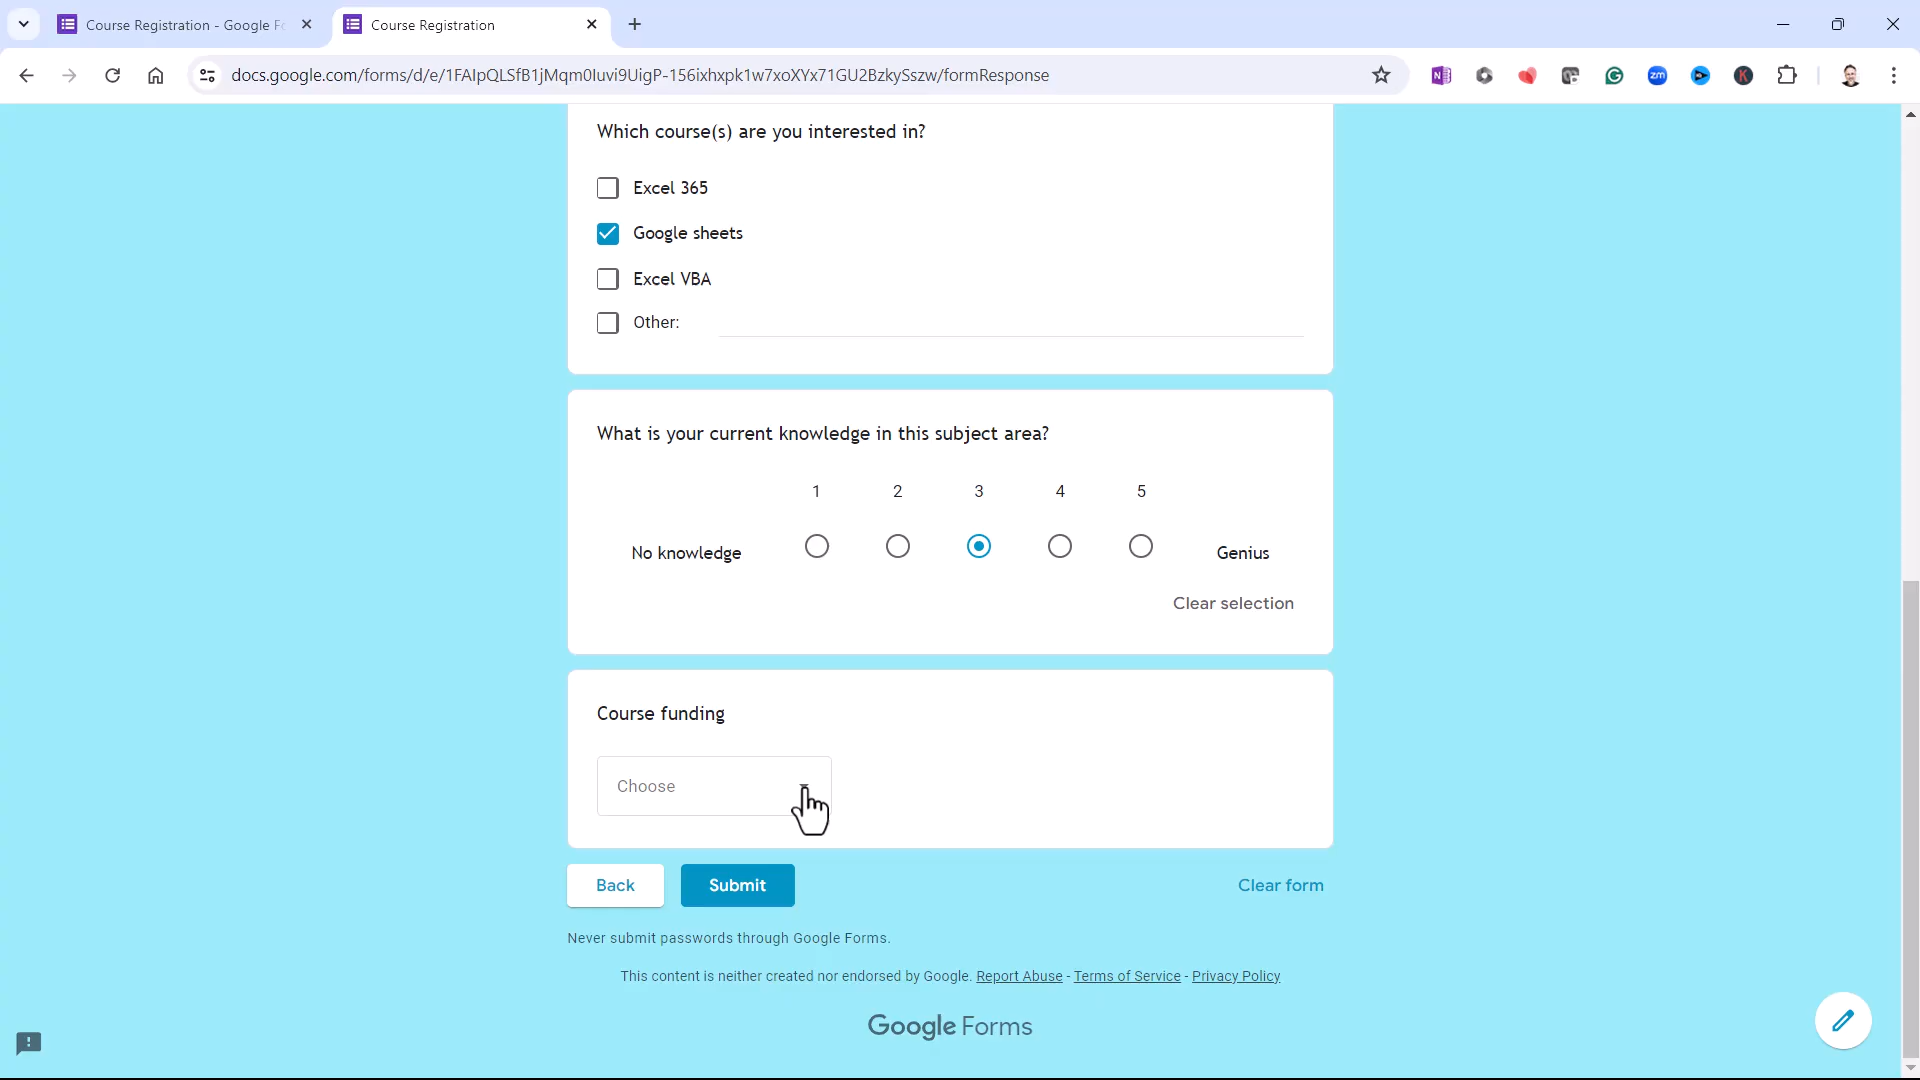 Course Registration - Google Fo
Course Registration
docs.google.com/forms/d/e/1FAIpQLSfB1jMqm0Iuvi9UigP-156ixhxpk1w7xoXYx71GU2BzkySszw/formResponse
Which course(s) are you interested in?
Excel 365
Google sheets
Excel VBA
Other:
What is your current knowledge in this subject area?
1 2 3 4 5
No knowledge Genius
Clear selection
Course funding
Choose
Back Submit Clear form
Never submit passwords through Google Forms.
This content is neither created nor endorsed by Google. Report Abuse - Terms of Service - Privacy Policy
Google Forms